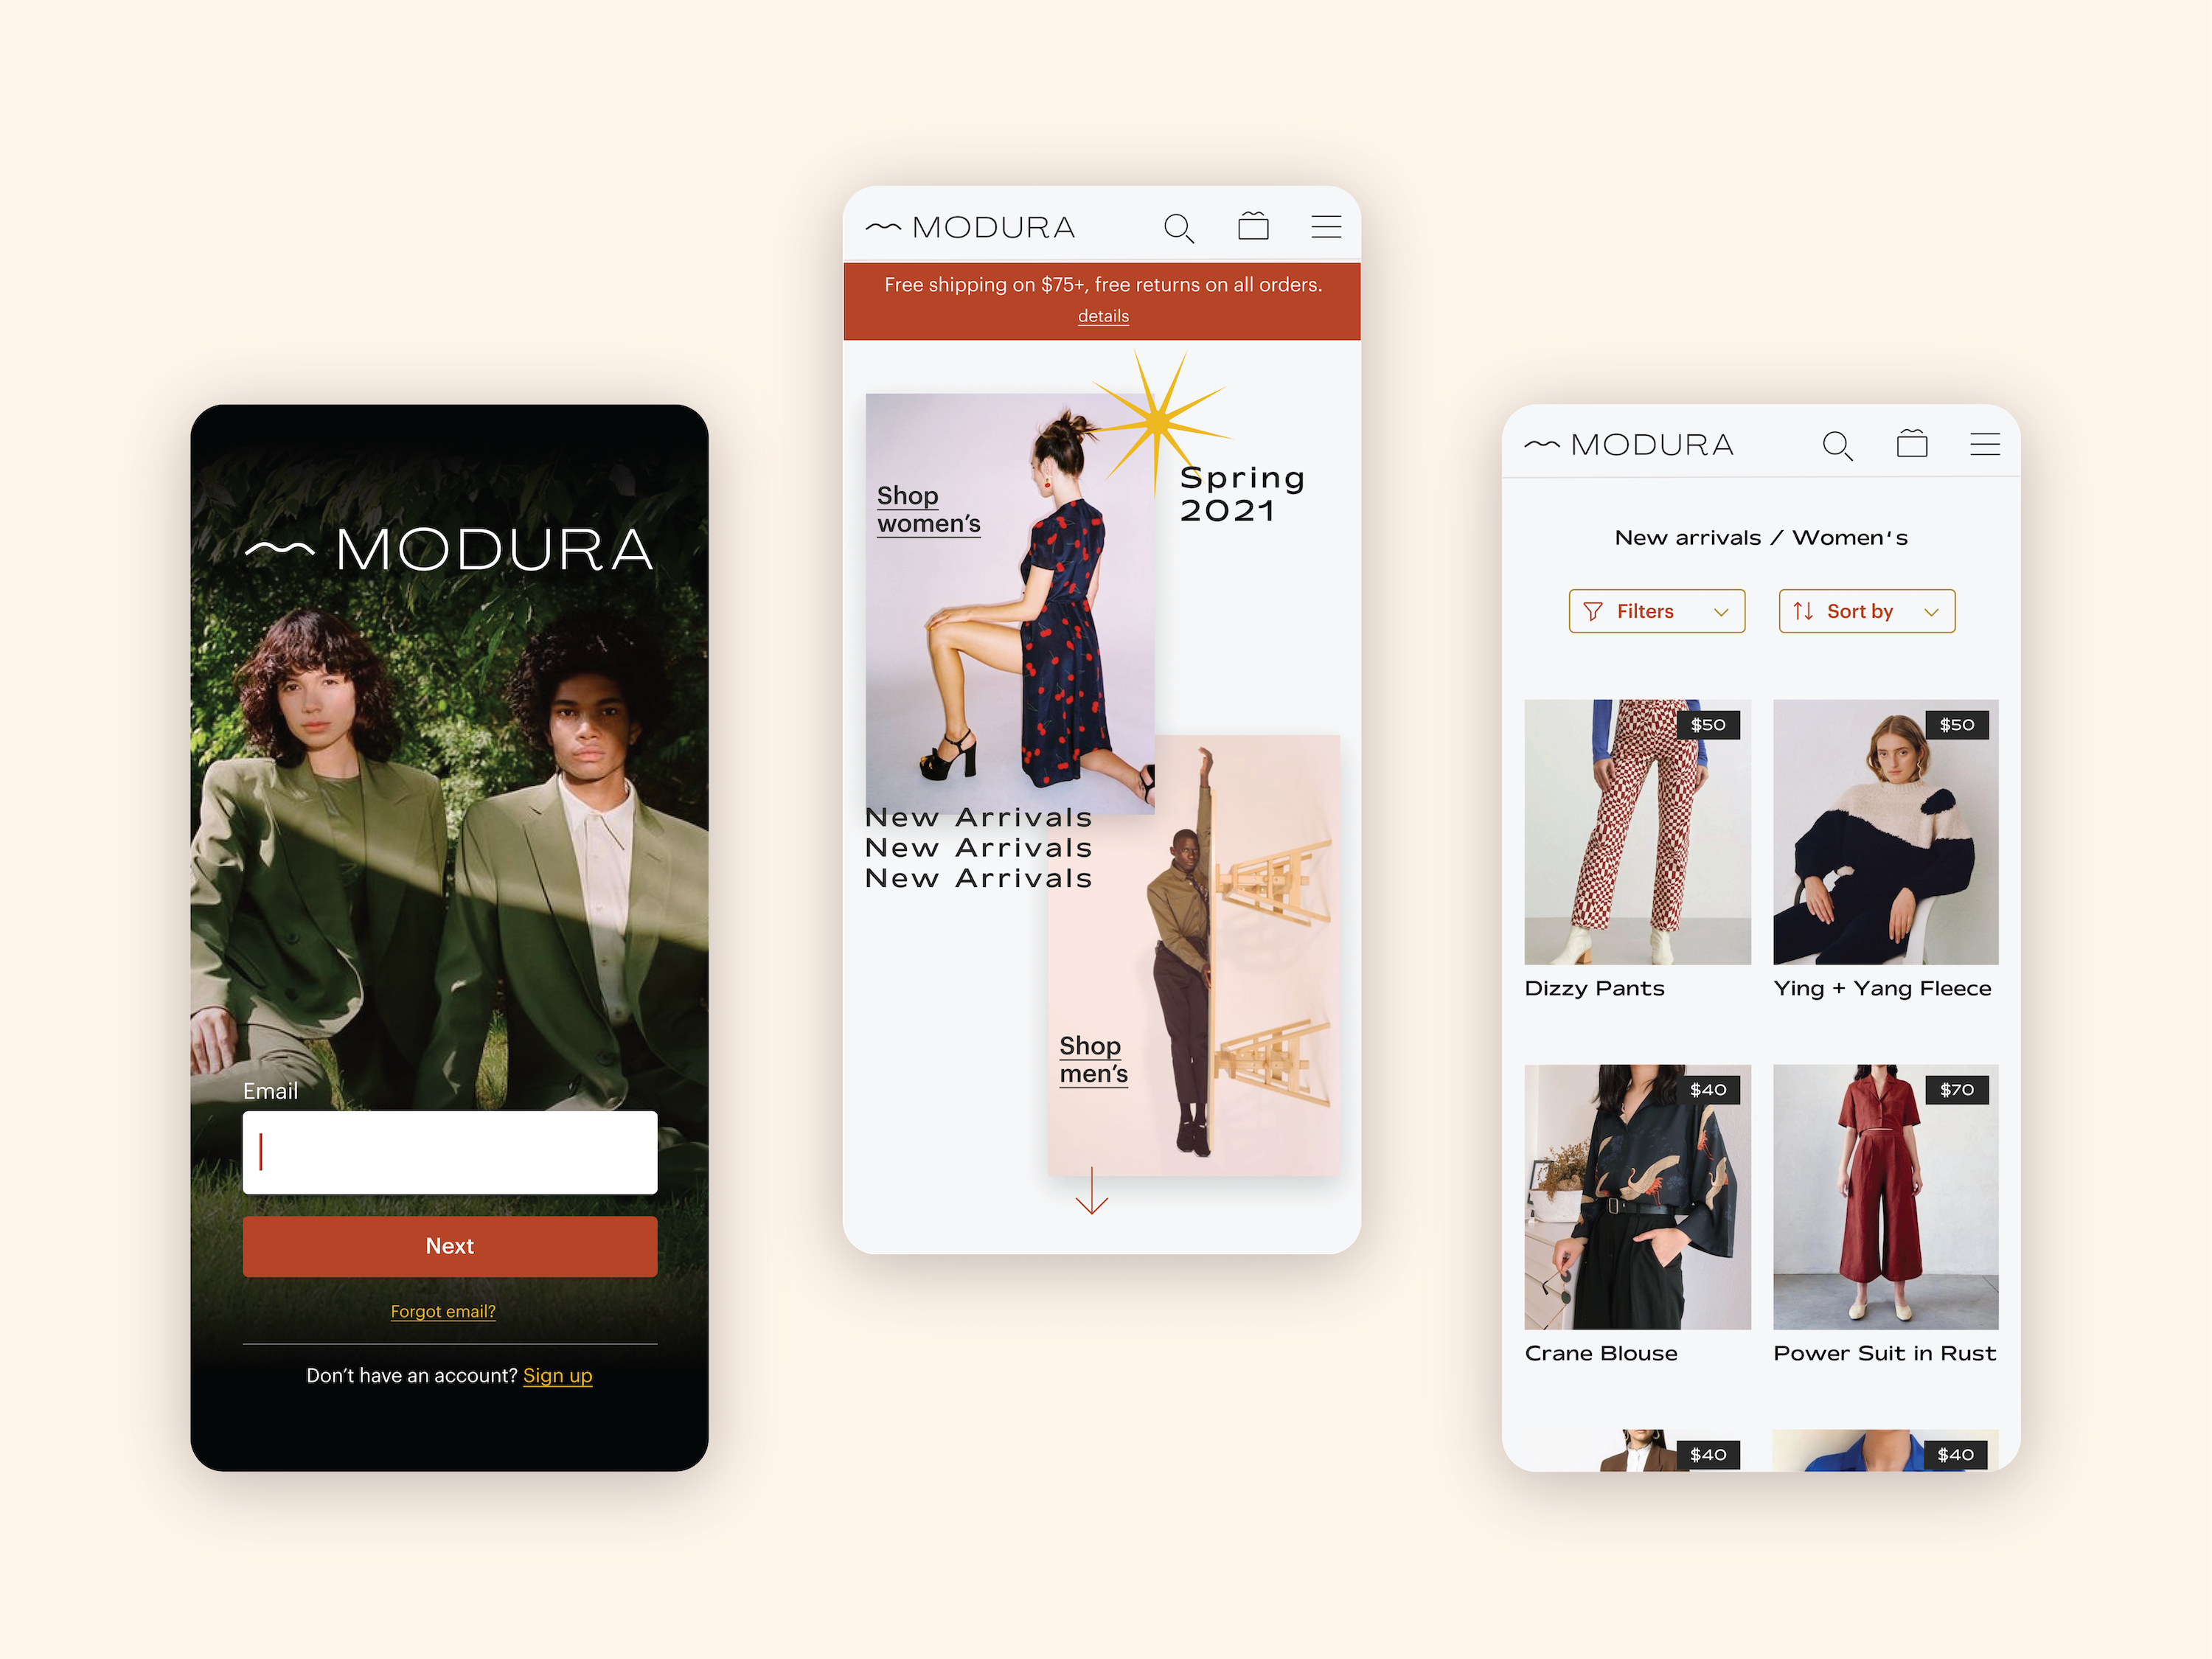 MODURA
Email
Next
Forgot email?
Don't have an account? Sign up
MODURA
Free shipping on $75+, free returns on all orders.
details
Shop
women's
Spring
2021
New Arrivals
New Arrivals
New Arrivals
Shop
men's
MODURA
New arrivals / Women's
Filters
Sort by
$50
$50
Dizzy Pants
Ying + Yang Fleece
$40
$70
Crane Blouse
Power Suit in Rust
$40
$40